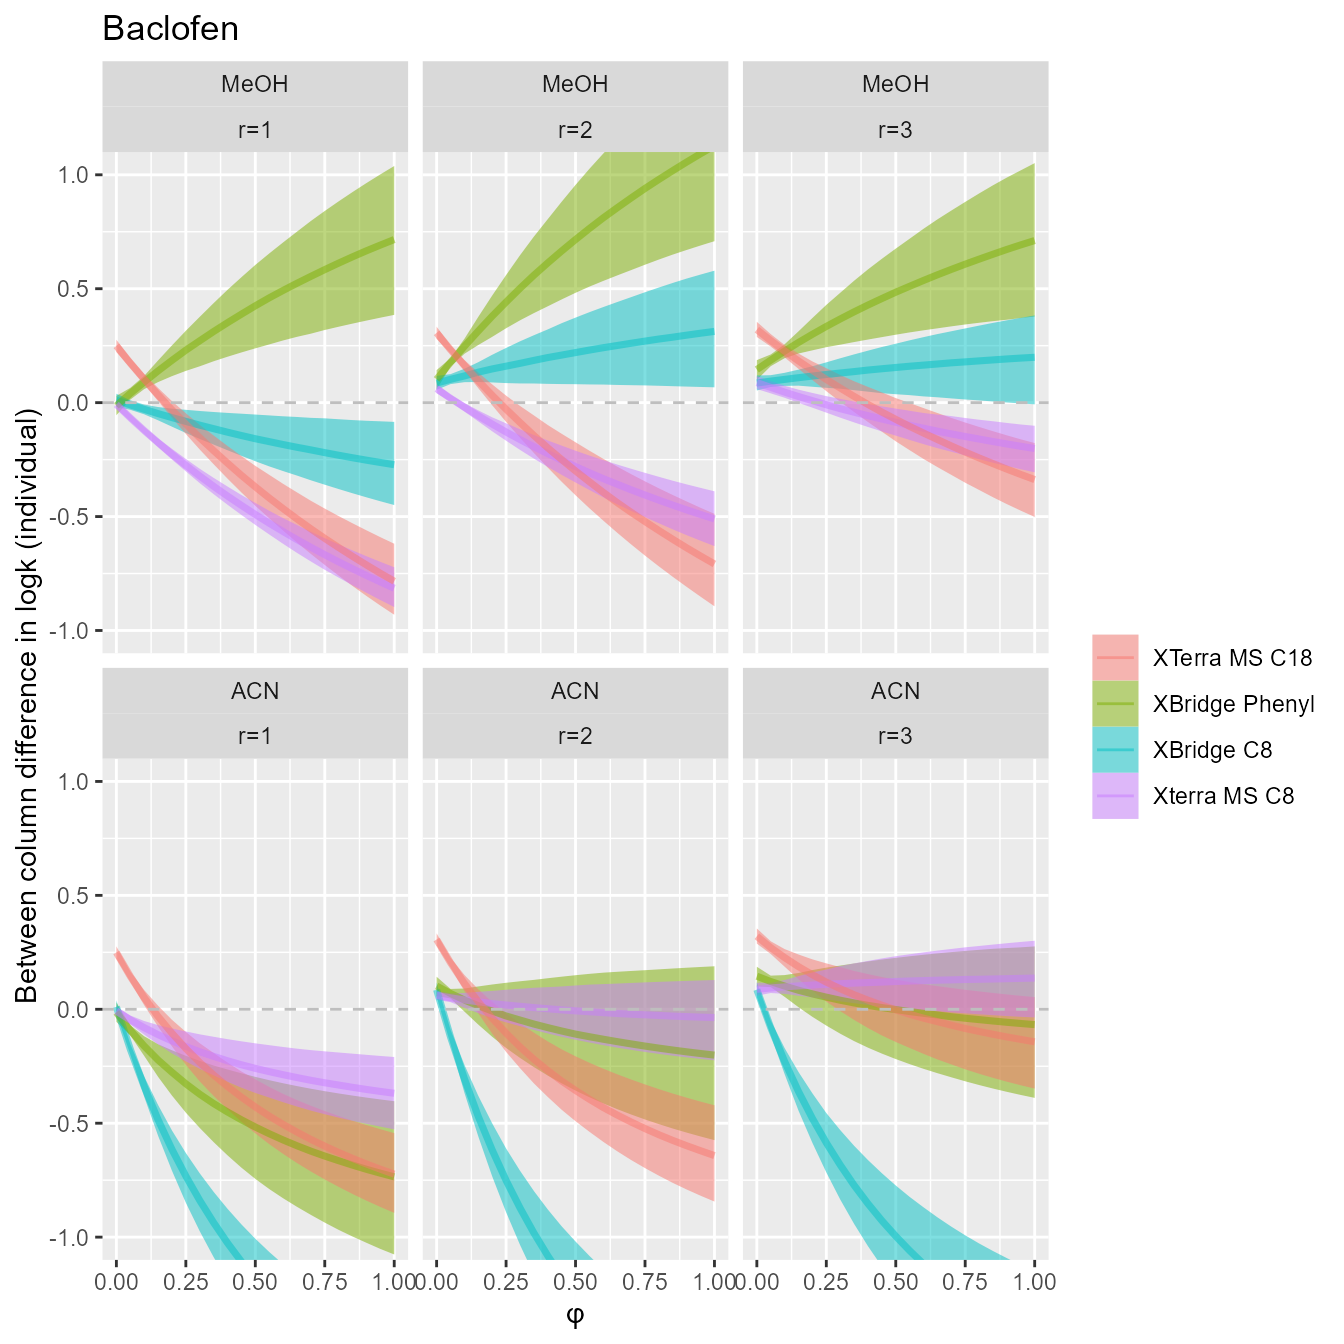 Baclofen
MeOH MeOH MeOH
r=1 r=2 r=3
1.0
0.5
0.0
-0.5
-1.0
ACN ACN ACN
r=1 r=2 r=3
1.0
0.5
0.0
-0.5
-1.0
0.00 0.25 0.50 0.75 1.00 0.00 0.25 0.50 0.75 1.00 0.00 0.25 0.50 0.75 1.00
φ
Between column difference in logk (individual)
XTerra MS C18
XBridge Phenyl
XBridge C8
Xterra MS C8